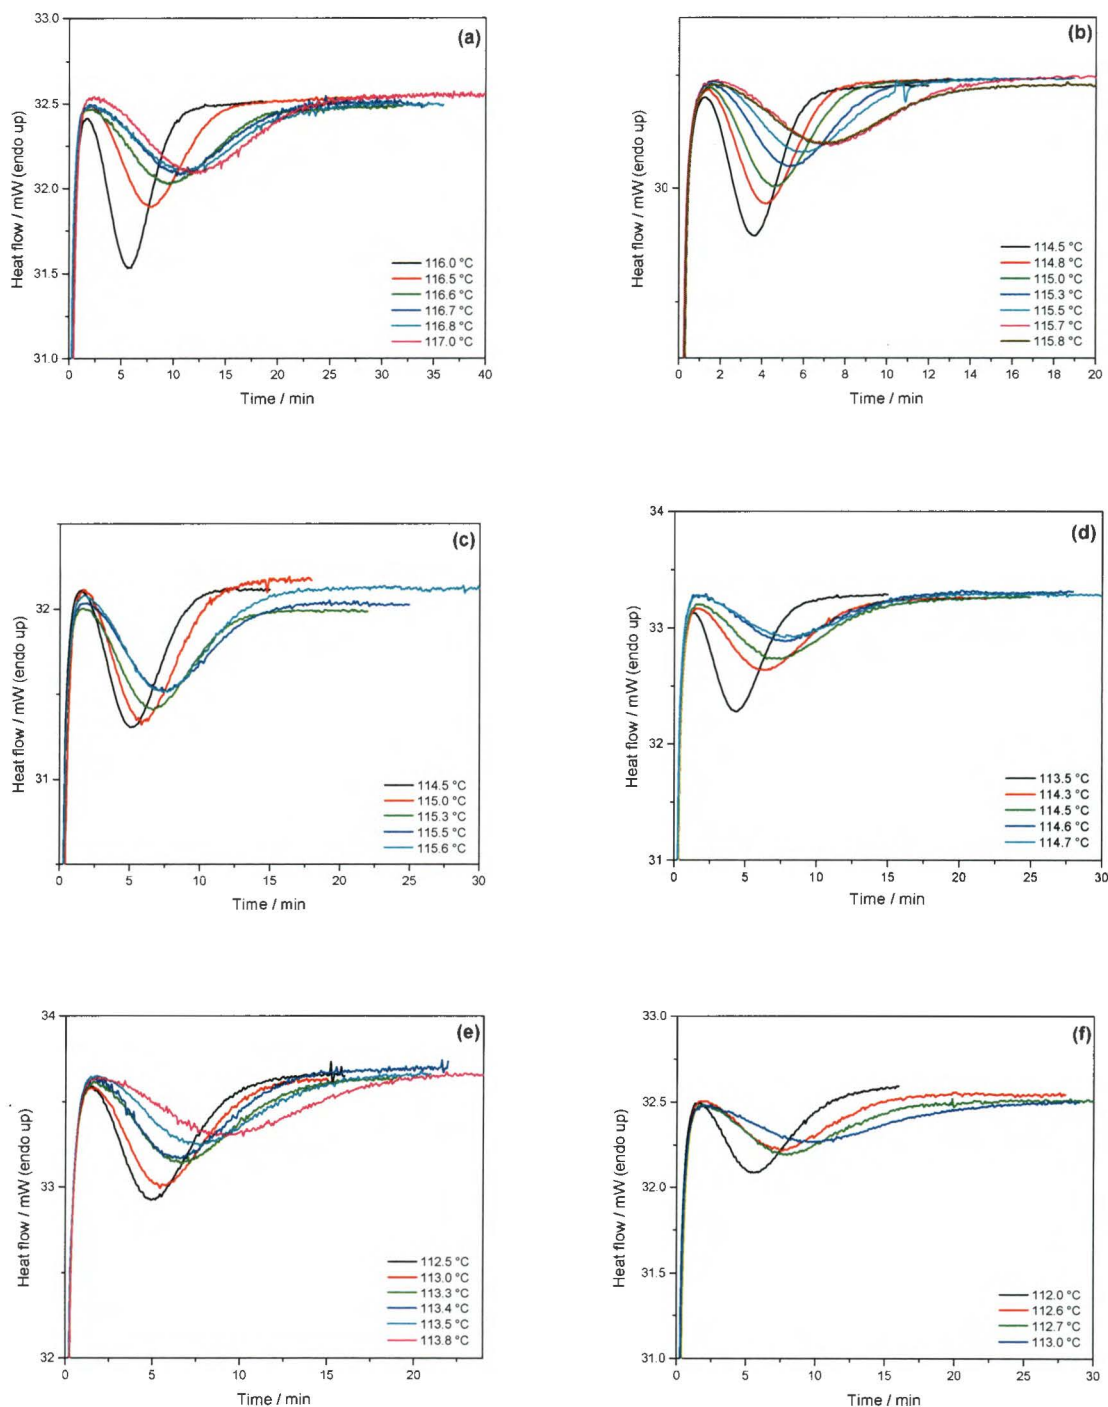 (a)
Heat flow / mW (endo up)
33.0
32.5
32.0
31.5
31.0
116.0 °C
116.5 °C
116.6 °C
116.7 °C
116.8 °C
117.0 °C
0 5 10 15 20 25 30 35 40
Time / min
(b)
Heat flow / mW (endo up)
30
114.5 °C
114.8 °C
115.0 °C
115.3 °C
115.5 °C
115.7 °C
115.8 °C
0 2 4 6 8 10 12 14 16 18 20
Time / min
(c)
Heat flow / mW (endo up)
32
31
114.5 °C
115.0 °C
115.3 °C
115.5 °C
115.6 °C
0 5 10 15 20 25 30
Time / min
(d)
Heat flow / mW (endo up)
34
33
32
31
113.5 °C
114.3 °C
114.5 °C
114.6 °C
114.7 °C
0 5 10 15 20 25 30
Time / min
(e)
Heat flow / mW (endo up)
34
33
32
112.5 °C
113.0 °C
113.3 °C
113.4 °C
113.5 °C
113.8 °C
0 5 10 15 20
Time / min
(f)
Heat flow / mW (endo up)
33.0
32.5
32.0
31.5
31.0
112.0 °C
112.6 °C
112.7 °C
113.0 °C
0 5 10 15 20 25 30
Time / min